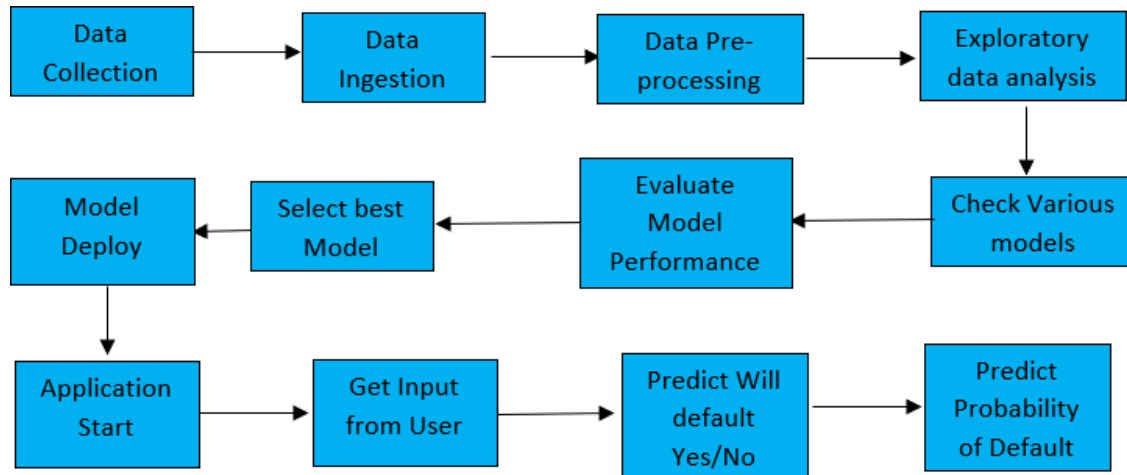 Data
Collection
Data
Ingestion
Data Pre-
processing
Exploratory
data analysis
Check Various
models
Evaluate
Model
Performance
Select best
Model
Model
Deploy
Application
Start
Get Input
from User
Predict Will
default
Yes/No
Predict
Probability
of Default